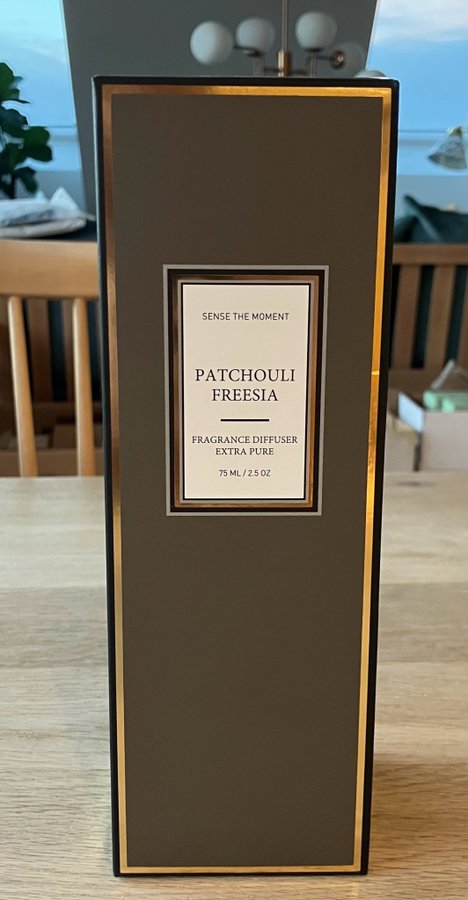 SENSE THE MOMENT
PATCHOULI
FREESIA
FRAGRANCE DIFFUSER
EXTRA PURE
75 ML / 2.5 OZ